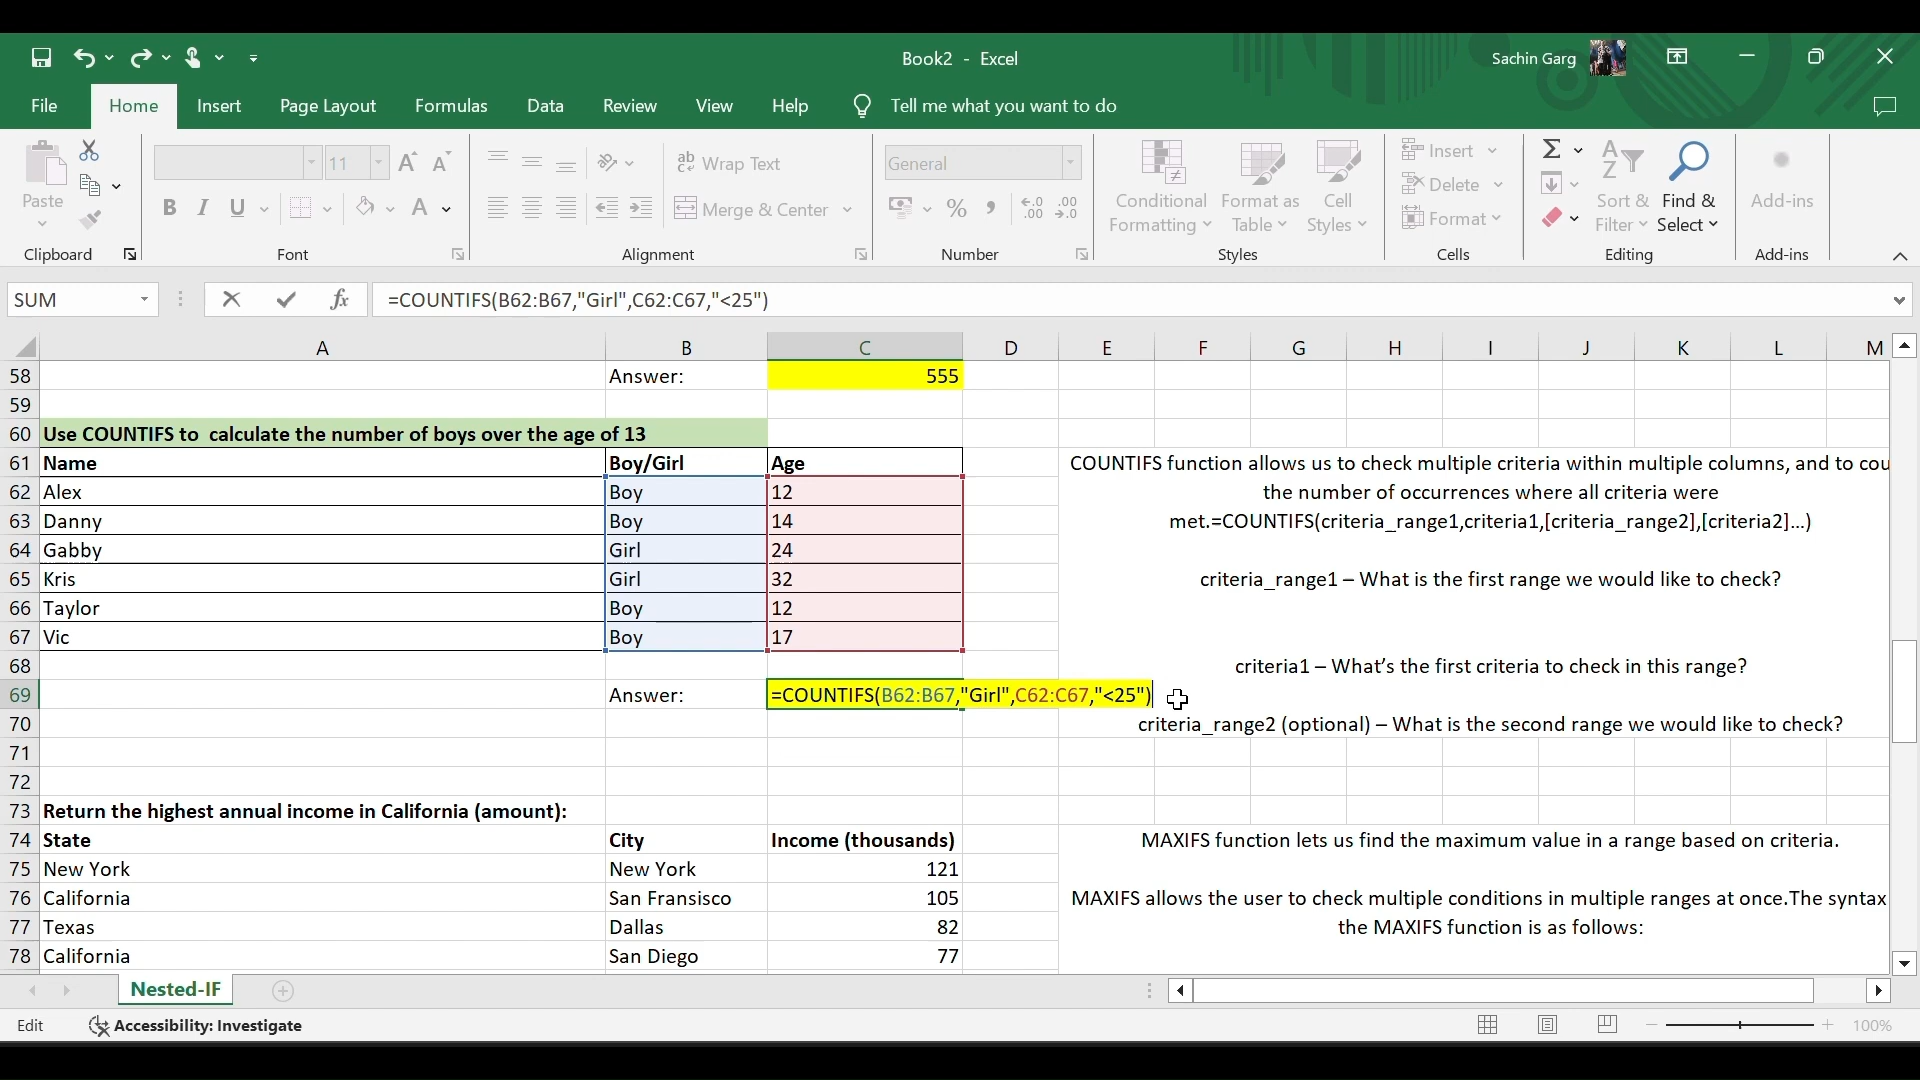 Book2 - Excel
Sachin Garg
File Home Insert Page Layout Formulas Data Review View Help Tell me what you want to do
Paste
Clipboard
11
A A
B I U A
Font
ab Wrap Text
Merge & Center
Alignment
General
% , .00 .00
Number
Conditional Formatting
Format as Table
Cell Styles
Styles
Insert
Delete
Format
Cells
Sort & Filter
Find & Select
Editing
Add-ins
Add-ins
SUM fx =COUNTIFS(B62:B67,"Girl",C62:C67,"<25")
A B C D E F G H I J K L M
58 Answer: 555
59
60 Use COUNTIFS to calculate the number of boys over the age of 13
61 Name Boy/Girl Age COUNTIFS function allows us to check multiple criteria within multiple columns, and to cou
62 Alex Boy 12 the number of occurrences where all criteria were
63 Danny Boy 14 met.=COUNTIFS(criteria_range1,criteria1,[criteria_range2],[criteria2]…)
64 Gabby Girl 24
65 Kris Girl 32 criteria_range1 – What is the first range we would like to check?
66 Taylor Boy 12
67 Vic Boy 17
68 criteria1 – What’s the first criteria to check in this range?
69 Answer: =COUNTIFS(B62:B67,"Girl",C62:C67,"<25")
70 criteria_range2 (optional) – What is the second range we would like to check?
71
72
73 Return the highest annual income in California (amount):
74 State City Income (thousands) MAXIFS function lets us find the maximum value in a range based on criteria.
75 New York New York 121
76 California San Fransisco 105 MAXIFS allows the user to check multiple conditions in multiple ranges at once.The syntax
77 Texas Dallas 82 the MAXIFS function is as follows:
78 California San Diego 77
Nested-IF
Edit Accessibility: Investigate 100%